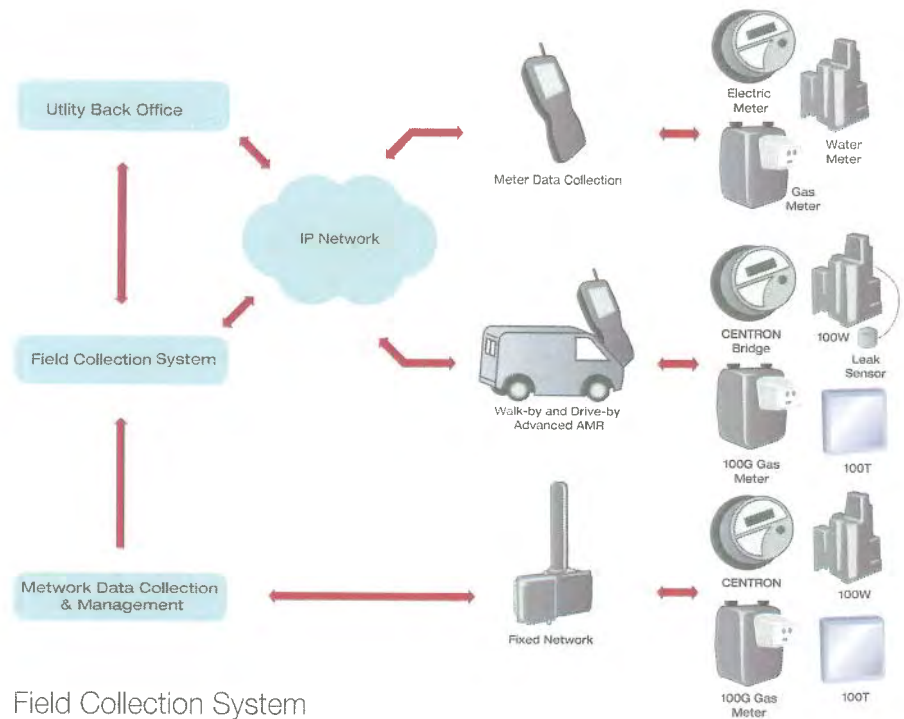 Utlity Back Office
IP Network
Field Collection System
Metwork Data Collection
& Management
Meter Data Collection
Electric
Meter
Water
Meter
Gas
Meter
Walk-by and Drive-by
Advanced AMR
CENTRON
Bridge
100W
Leak
Sensor
100G Gas
Meter
100T
Fixed Network
CENTRON
100W
100G Gas
Meter
100T
Field Collection System